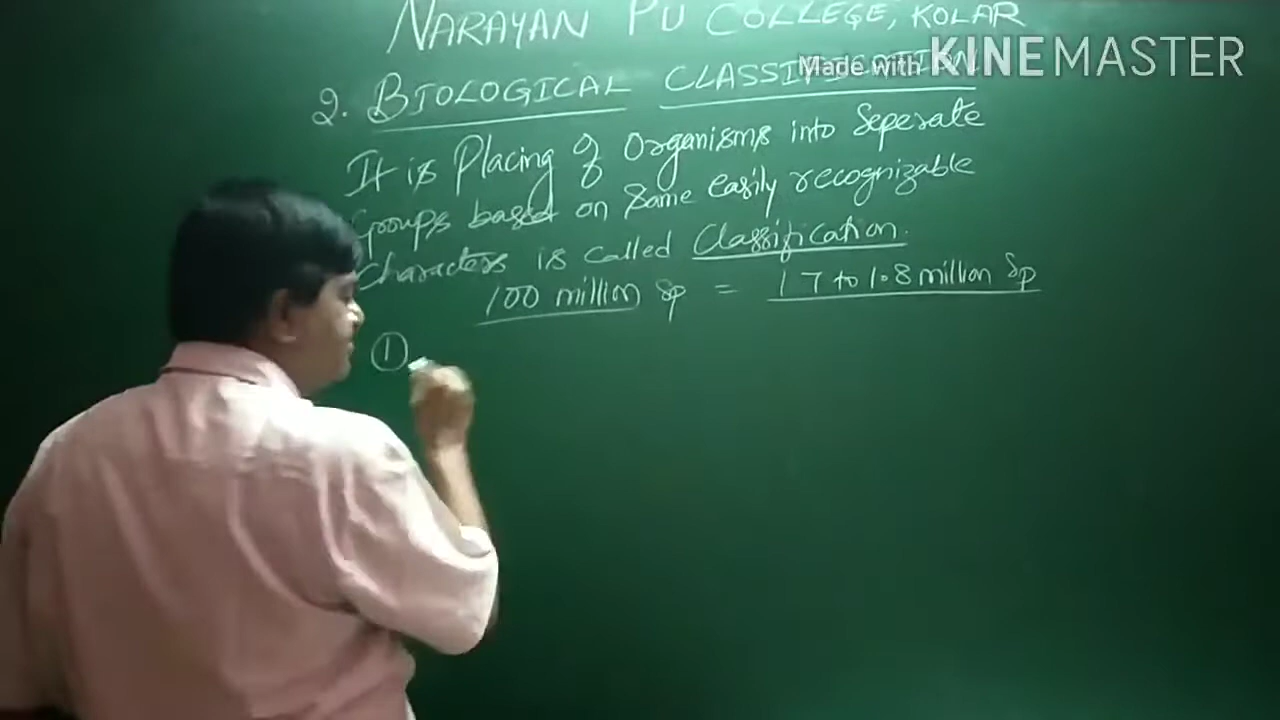 NARAYAN PU COLLEGE, KOLAR
Made with KINEMASTER
2. BIOLOGICAL CLASSIFICATION
It is Placing of Organisms into Seperate
Groups based on Some easily recognizable
Characters is called Classification.
100 million Sp = 1 7 to 1.8 million Sp
①